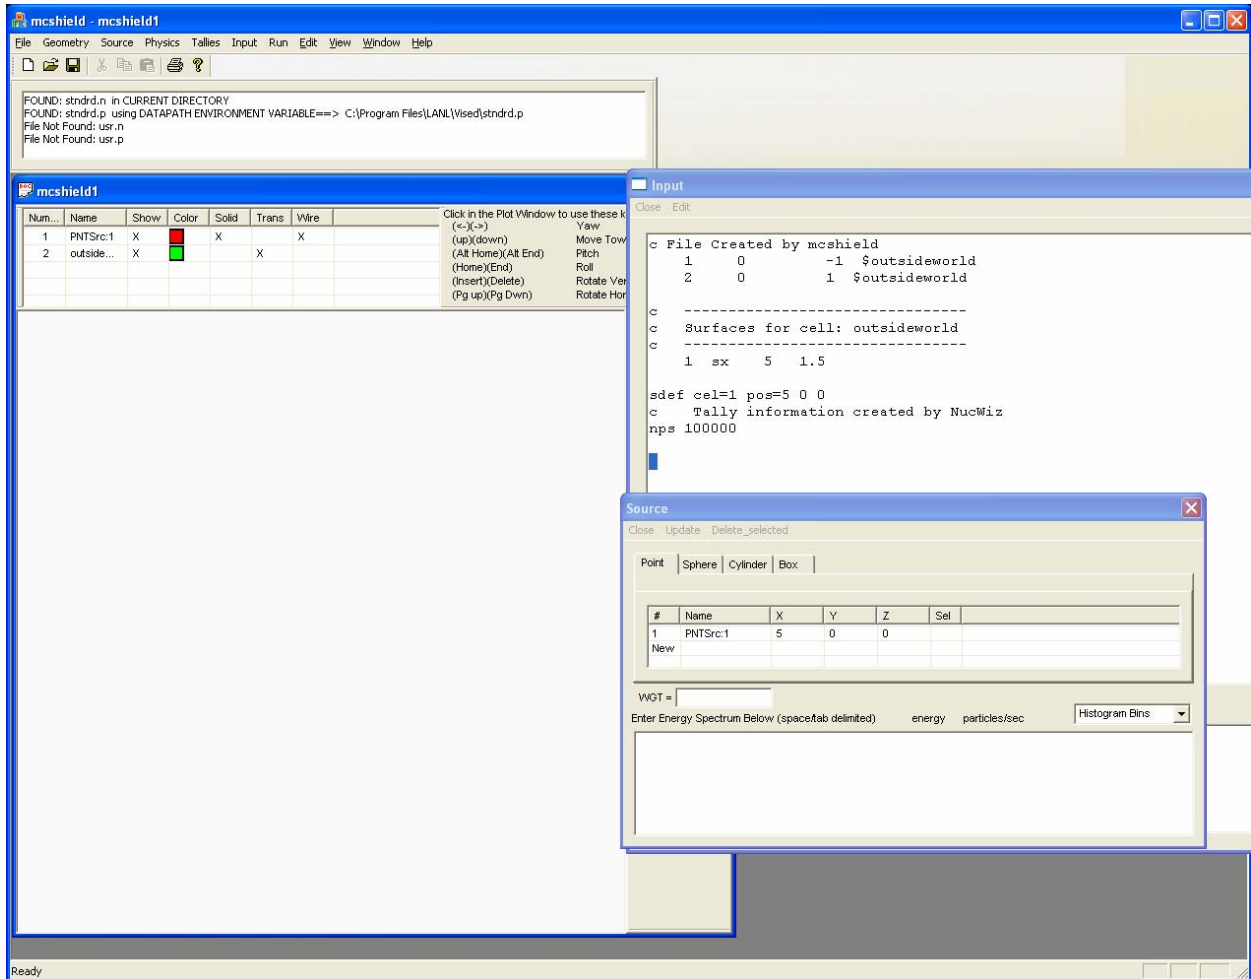 mcshield - mcshield1
File Geometry Source Physics Tallies Input Run Edit View Window Help
FOUND: stndrd.n in CURRENT DIRECTORY
FOUND: stndrd.p using DATAPATH ENVIRONMENT VARIABLE==> C:\Program Files\LANL\Vised\stndrd.p
File Not Found: usr.n
File Not Found: usr.p
mcshield1
Num... Name Show Color Solid Trans Wire
1 PNTSrc:1 X X X
2 outside... X X
Click in the Plot Window to use these k
(<-)(->) Yaw
(up)(down) Move Tow
(Alt Home)(Alt End) Pitch
(Home)(End) Roll
(Insert)(Delete) Rotate Ver
(Pg up)(Pg Dwn) Rotate Hor
Input
Close Edit
c File Created by mcshield
1 0 -1 $outsideworld
2 0 1 $outsideworld
c --------------------------------
c Surfaces for cell: outsideworld
c --------------------------------
1 sx 5 1.5
sdef cel=1 pos=5 0 0
c Tally information created by NucWiz
nps 100000
Source
Close Update Delete_selected
Point Sphere Cylinder Box
# Name X Y Z Sel
1 PNTSrc:1 5 0 0
New
WGT =
Enter Energy Spectrum Below (space/tab delimited) energy particles/sec Histogram Bins
Ready